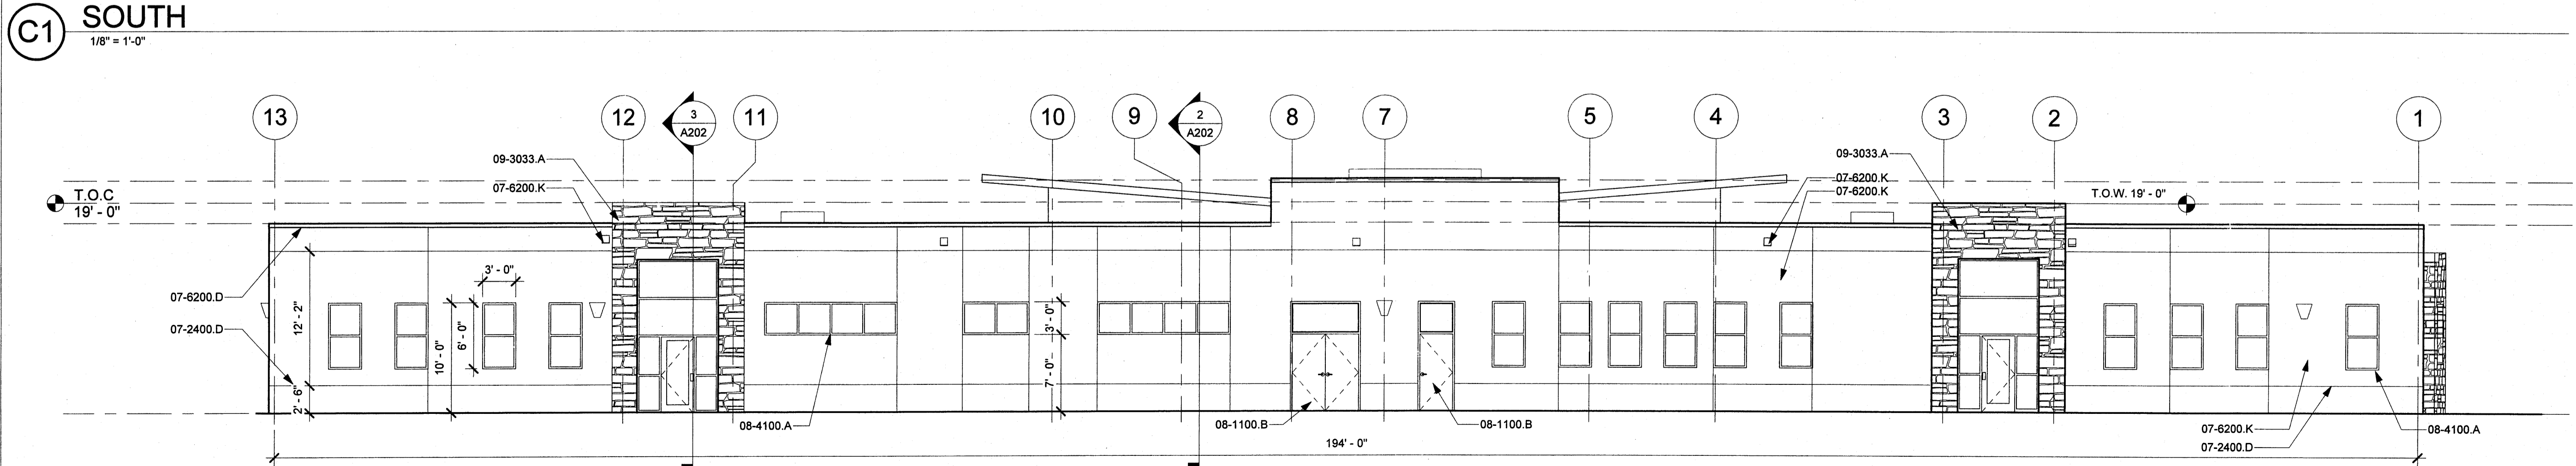 C1 SOUTH
1/8" = 1'-0"
13 12 3 11 10 9 2 8 7 5 4 3 2 1
A202 A202
09-3033.A
09-3033.A
07-6200.K
07-6200.K
07-6200.K
T.O.C
19' - 0"
T.O.W. 19' - 0"
07-6200.D
07-2400.D
12' - 2"
2' - 6"
10' - 0"
6' - 0"
3' - 0"
3' - 0"
7' - 0"
08-4100.A
08-1100.B
08-1100.B
07-6200.K
07-2400.D
08-4100.A
194' - 0"